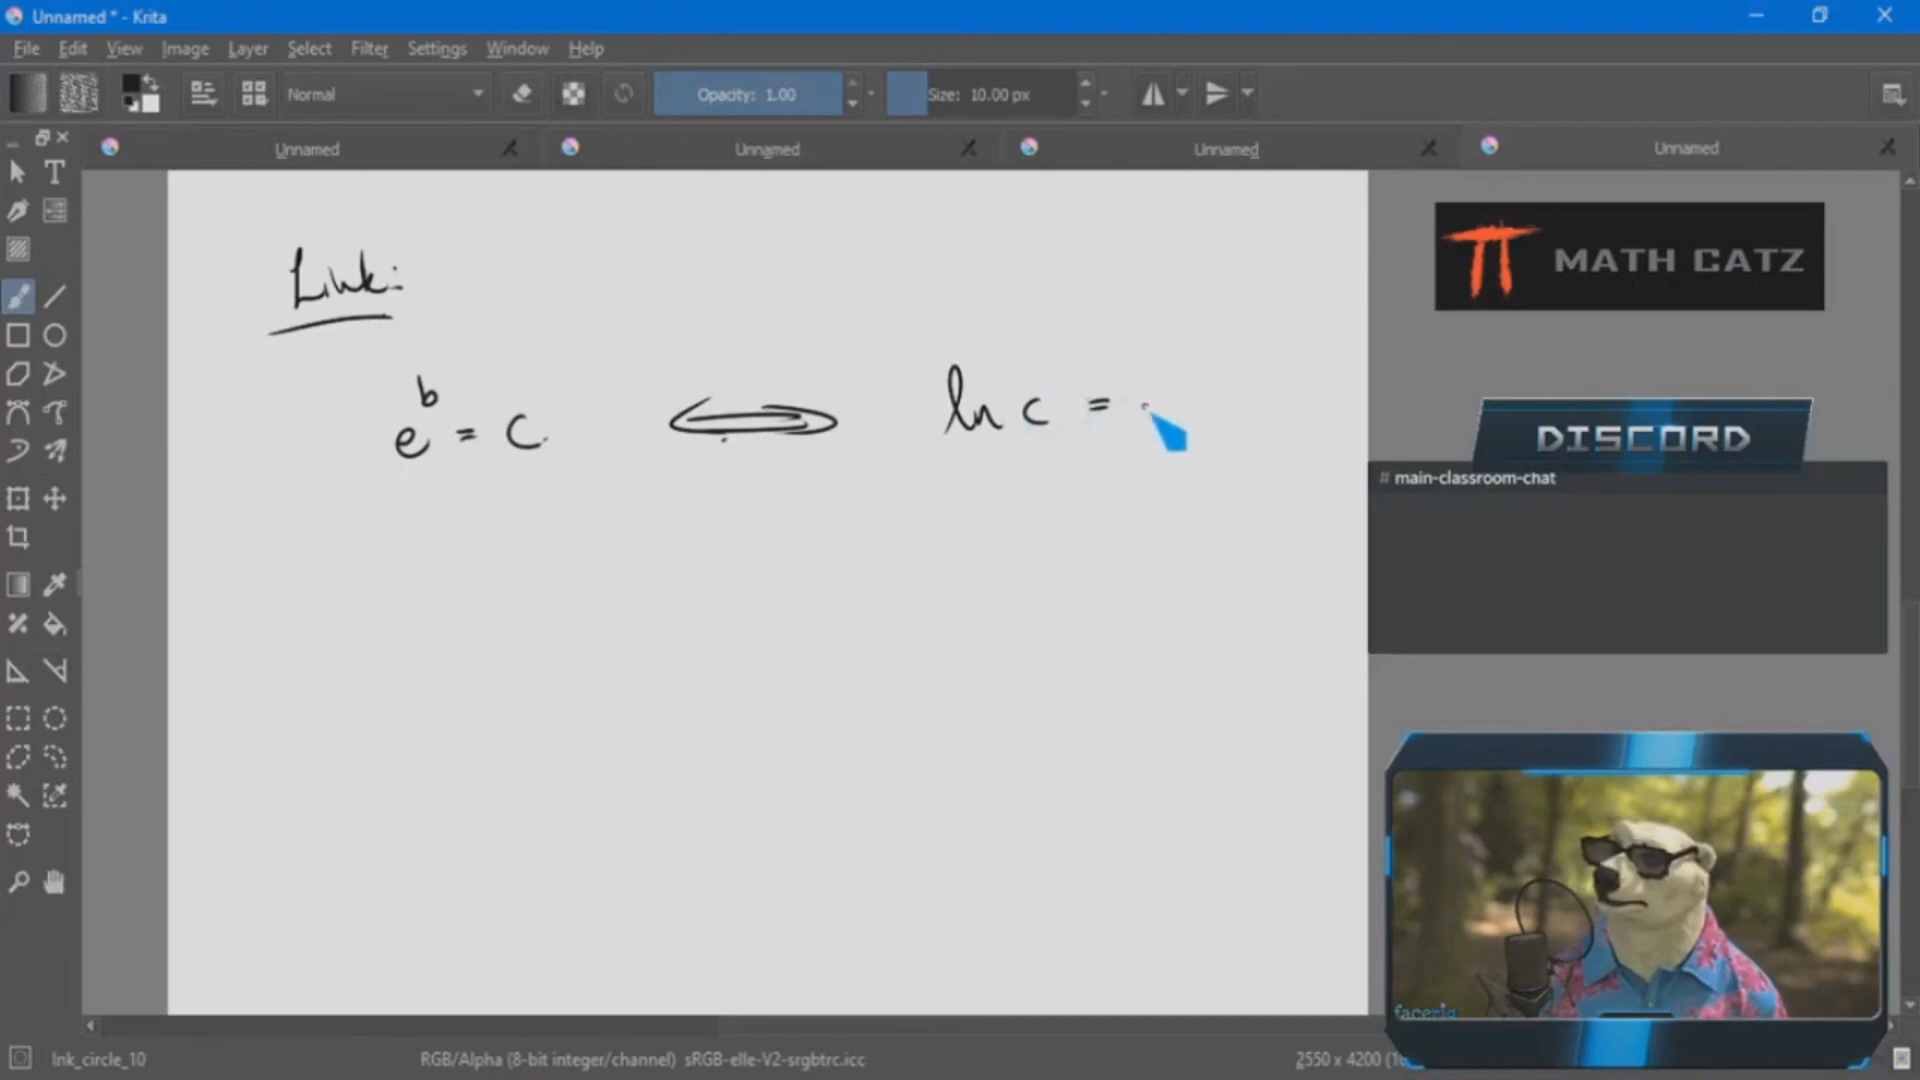 Unnamed * - Krita
File Edit View Image Layer Select Filter Settings Window Help
Normal Opacity: 1.00 Size: 10.00 px
Unnamed Unnamed Unnamed Unnamed
T
MATH CATZ
Link:
e^b = c ⟺ ln c =
DISCORD
# main-classroom-chat
facerig
Ink_circle_10 RGB/Alpha (8-bit integer/channel) sRGB-elle-V2-srgbtrc.icc 2550 x 4200